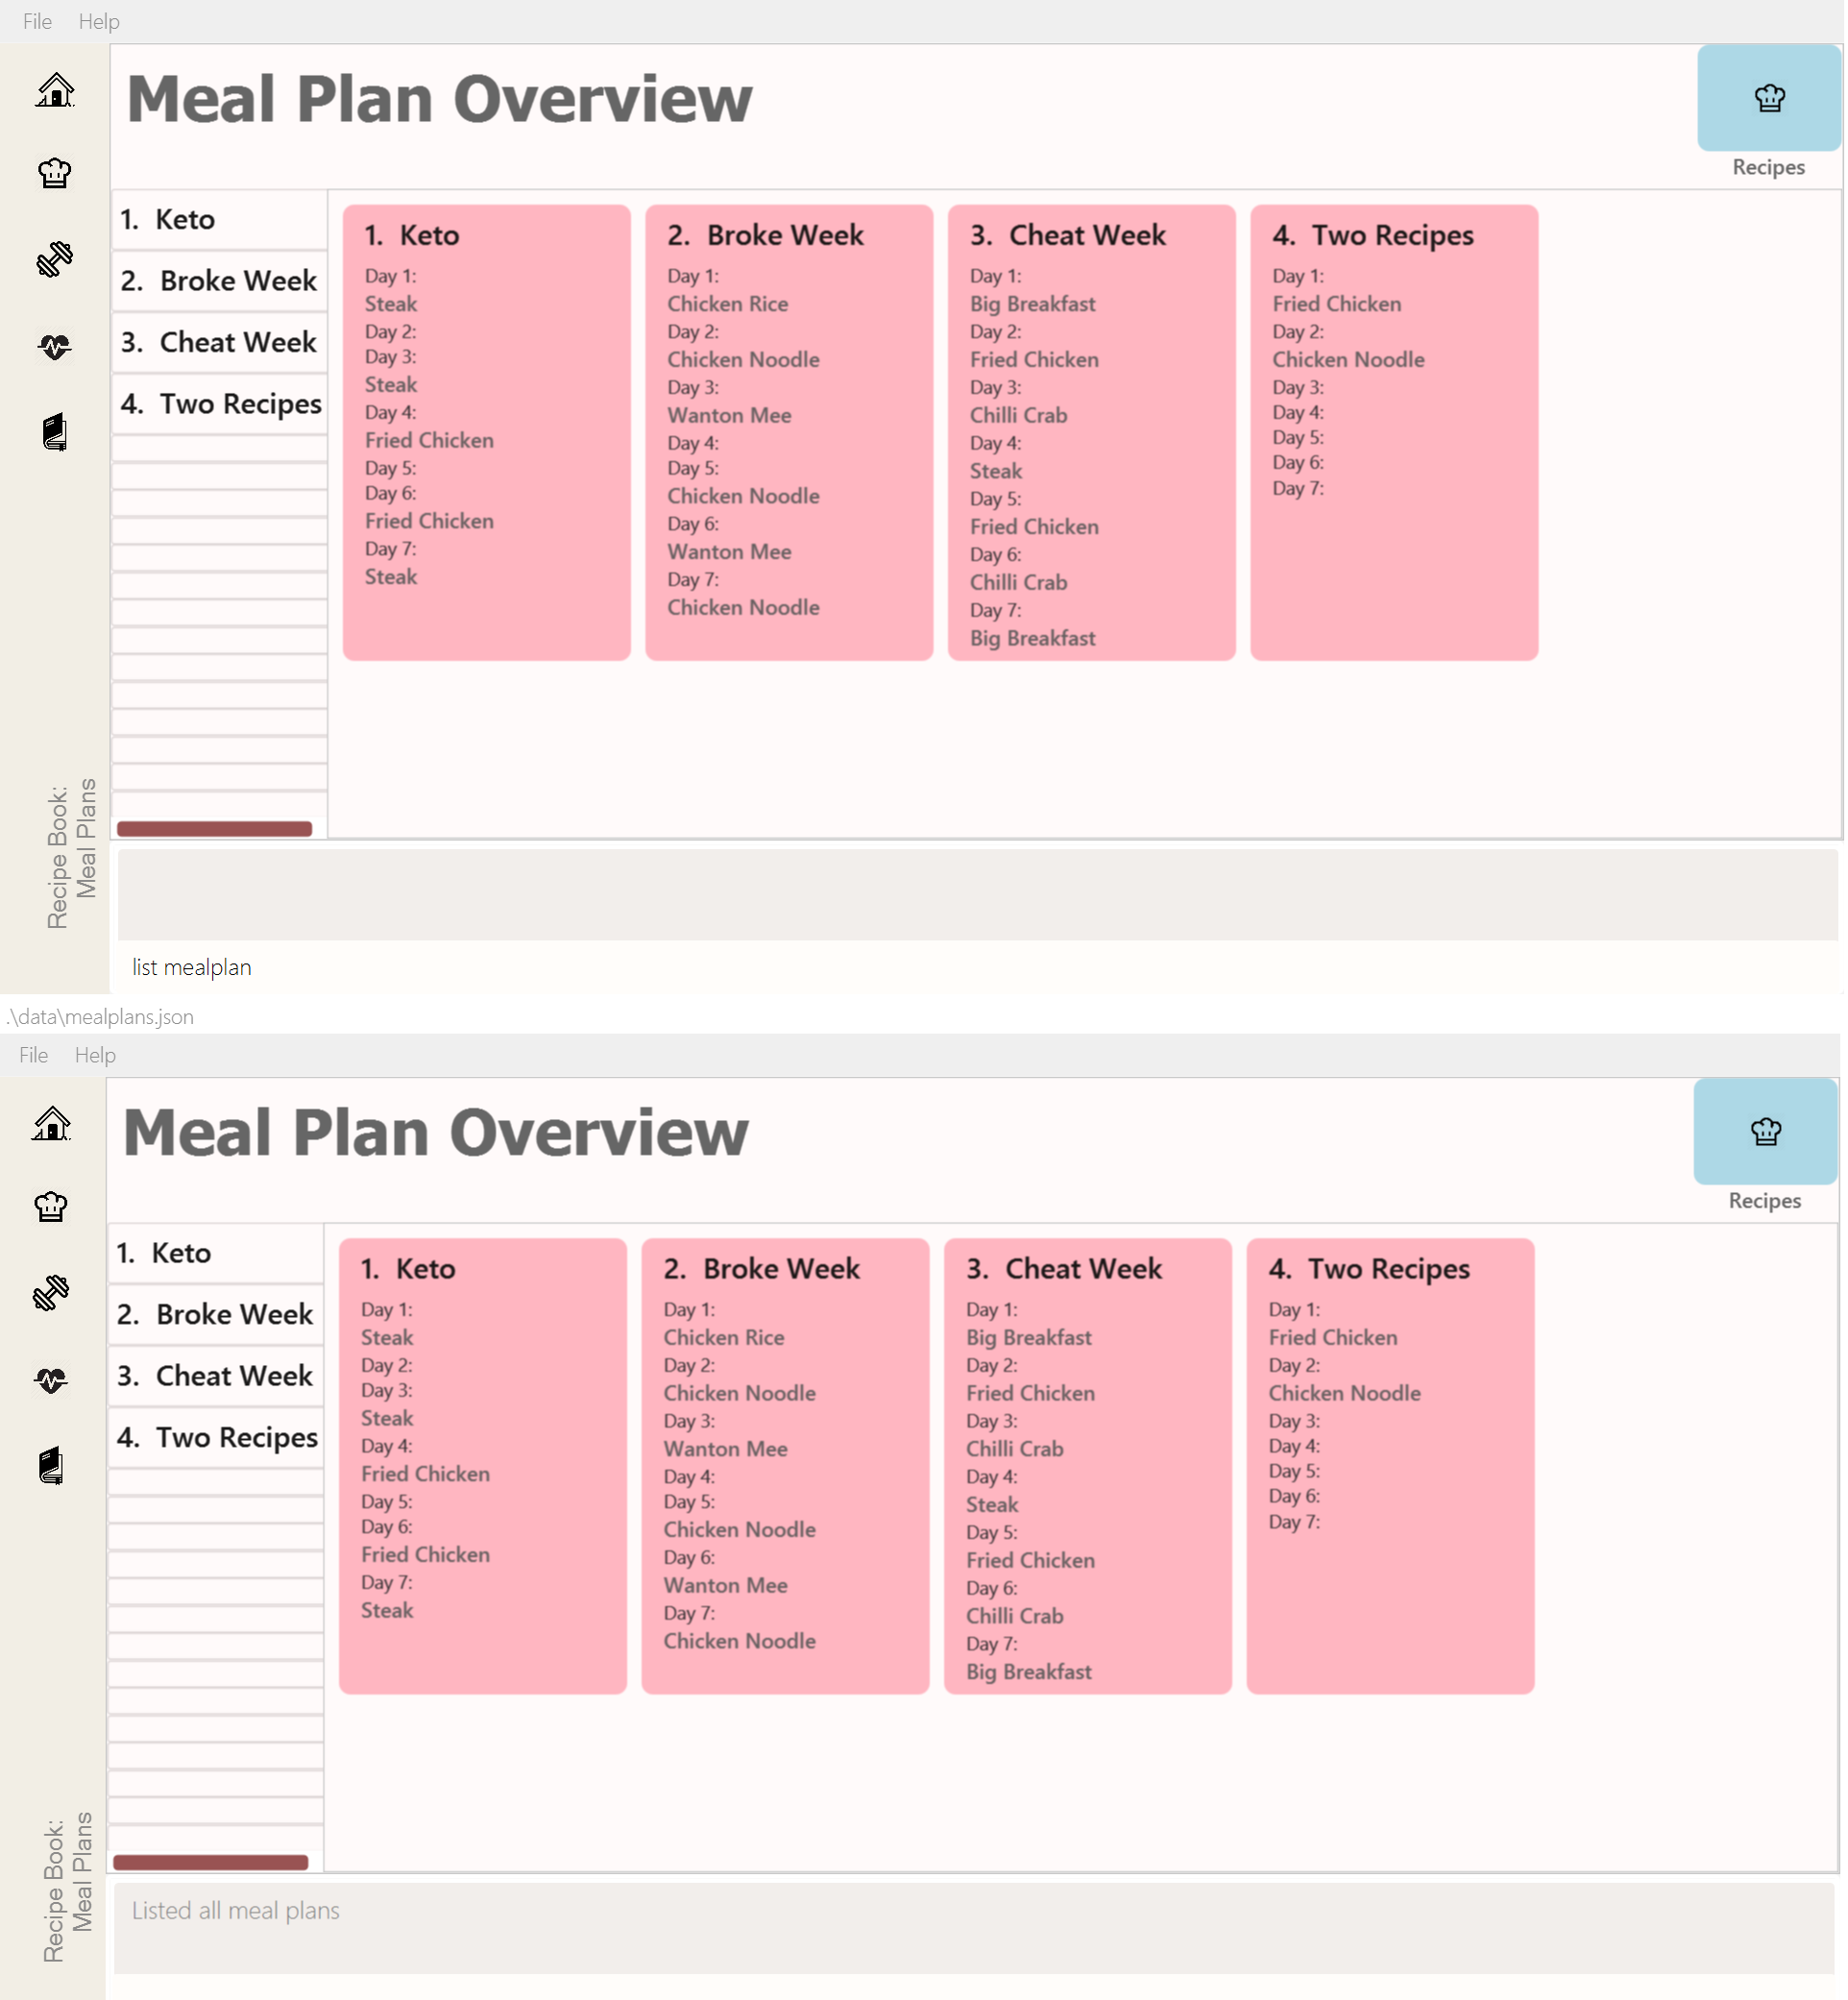 File Help
Meal Plan Overview
Recipes
1. Keto
2. Broke Week
3. Cheat Week
4. Two Recipes
1. Keto
Day 1:
Steak
Day 2:
Day 3:
Steak
Day 4:
Fried Chicken
Day 5:
Day 6:
Fried Chicken
Day 7:
Steak
2. Broke Week
Day 1:
Chicken Rice
Day 2:
Chicken Noodle
Day 3:
Wanton Mee
Day 4:
Day 5:
Chicken Noodle
Day 6:
Wanton Mee
Day 7:
Chicken Noodle
3. Cheat Week
Day 1:
Big Breakfast
Day 2:
Fried Chicken
Day 3:
Chilli Crab
Day 4:
Steak
Day 5:
Fried Chicken
Day 6:
Chilli Crab
Day 7:
Big Breakfast
4. Two Recipes
Day 1:
Fried Chicken
Day 2:
Chicken Noodle
Day 3:
Day 4:
Day 5:
Day 6:
Day 7:
Recipe Book:
Meal Plans
list mealplan
.\data\mealplans.json
File Help
Meal Plan Overview
Recipes
1. Keto
2. Broke Week
3. Cheat Week
4. Two Recipes
1. Keto
Day 1:
Steak
Day 2:
Day 3:
Steak
Day 4:
Fried Chicken
Day 5:
Day 6:
Fried Chicken
Day 7:
Steak
2. Broke Week
Day 1:
Chicken Rice
Day 2:
Chicken Noodle
Day 3:
Wanton Mee
Day 4:
Day 5:
Chicken Noodle
Day 6:
Wanton Mee
Day 7:
Chicken Noodle
3. Cheat Week
Day 1:
Big Breakfast
Day 2:
Fried Chicken
Day 3:
Chilli Crab
Day 4:
Steak
Day 5:
Fried Chicken
Day 6:
Chilli Crab
Day 7:
Big Breakfast
4. Two Recipes
Day 1:
Fried Chicken
Day 2:
Chicken Noodle
Day 3:
Day 4:
Day 5:
Day 6:
Day 7:
Recipe Book:
Meal Plans
Listed all meal plans